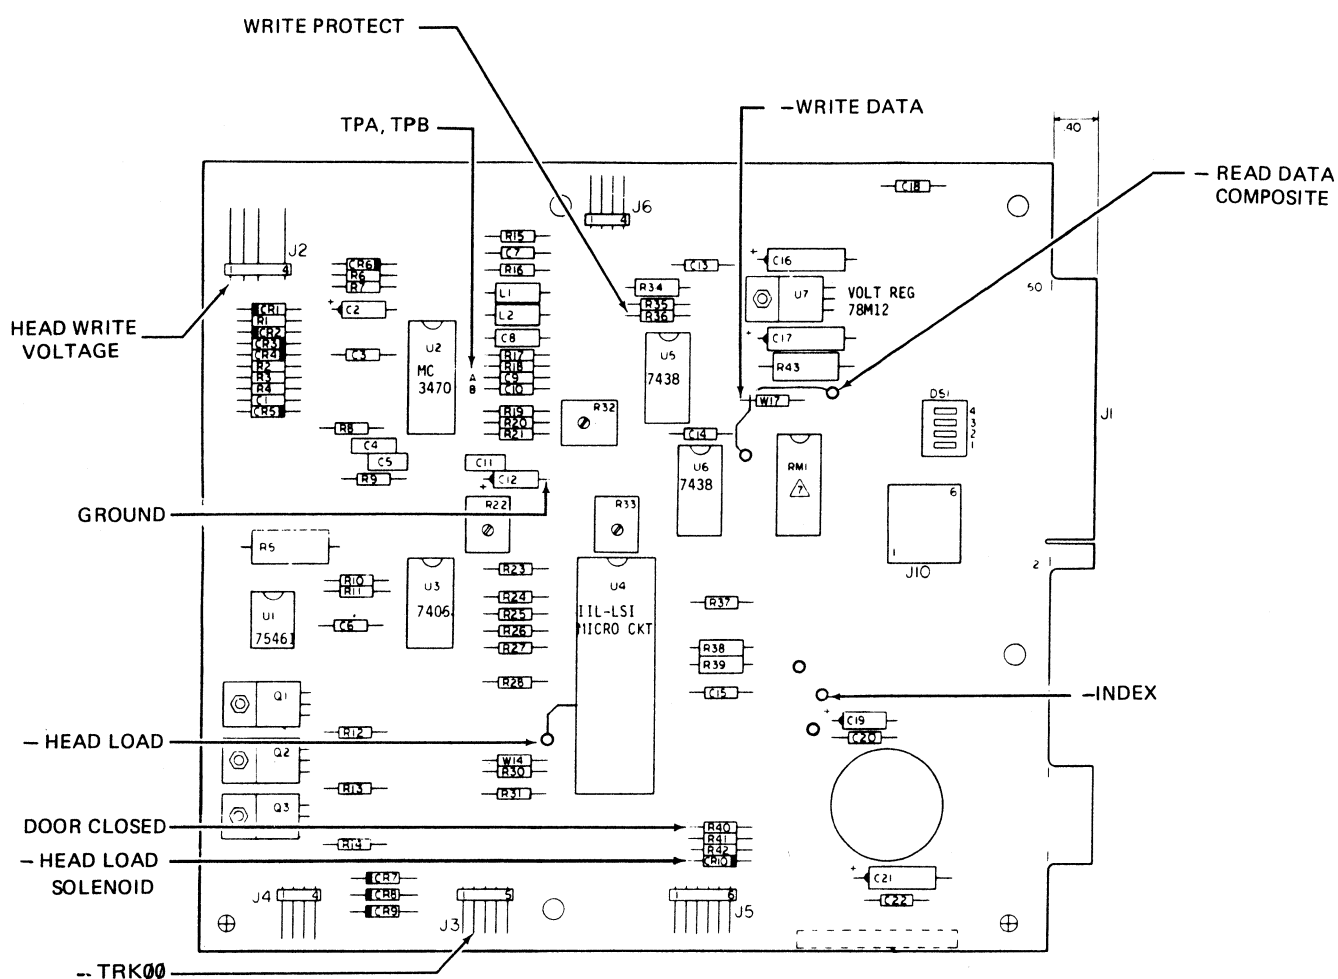 WRITE PROTECT
TPA, TPB
–WRITE DATA
.40
– READ DATA
COMPOSITE
C18
J6
4
J2
1 4
R15
C7
R16
C13
+
C16
CR6
R6
R7
L1
R34
R35
R36
U7
VOLT REG
78M12
50
HEAD WRITE
VOLTAGE
CR1
R1
CR2
CR3
CR4
R2
R3
R4
C1
CR5
+
C2
C3
L2
C8
U2
MC
3470
A
B
R17
R18
C9
C10
R19
R20
R21
U5
7438
+
C17
R43
W17
DS1
4
3
2
1
J1
R8
C4
C5
R9
R32
C14
C11
+
C12
U6
7438
RM1
7
GROUND
R22
R33
6
1
J10
2
R5
R10
R11
U1
75461
C6
U3
7406
R23
R24
R25
R26
R27
R28
U4
IIL-LSI
MICRO CKT
R37
R38
R39
C15
–INDEX
+
C19
C20
Q1
R12
– HEAD LOAD
Q2
W14
R30
R31
R13
Q3
DOOR CLOSED
R40
R41
R42
CR10
– HEAD LOAD
SOLENOID
R14
CR7
CR8
CR9
+
C21
C22
J4
1 4
J3
1 5
1 6
J5
– TRK00